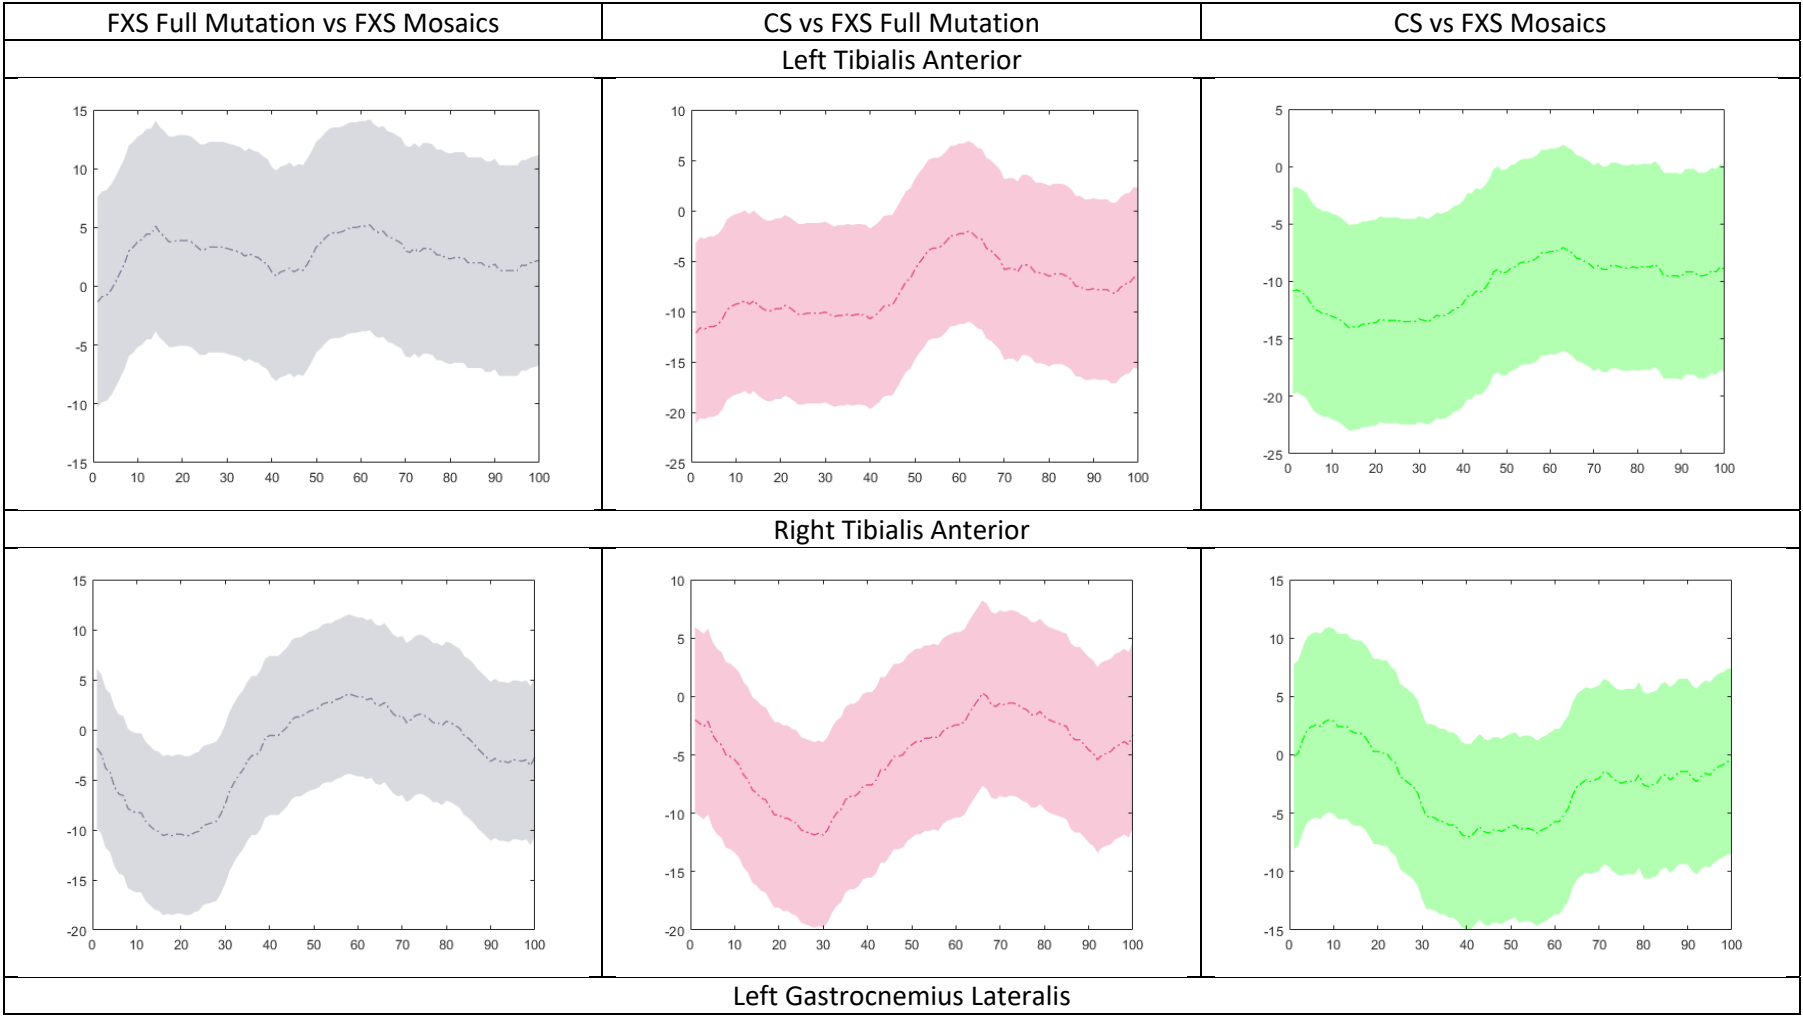 FXS Full Mutation vs FXS Mosaics CS vs FXS Full Mutation CS vs FXS Mosaics
Left Tibialis Anterior
15 10 5 0 -5 -10 -15
0 10 20 30 40 50 60 70 80 90 100
10 5 0 -5 -10 -15 -20 -25
0 10 20 30 40 50 60 70 80 90 100
5 0 -5 -10 -15 -20 -25
0 10 20 30 40 50 60 70 80 90 100
Right Tibialis Anterior
15 10 5 0 -5 -10 -15 -20
0 10 20 30 40 50 60 70 80 90 100
10 5 0 -5 -10 -15 -20
0 10 20 30 40 50 60 70 80 90 100
15 10 5 0 -5 -10 -15
0 10 20 30 40 50 60 70 80 90 100
Left Gastrocnemius Lateralis